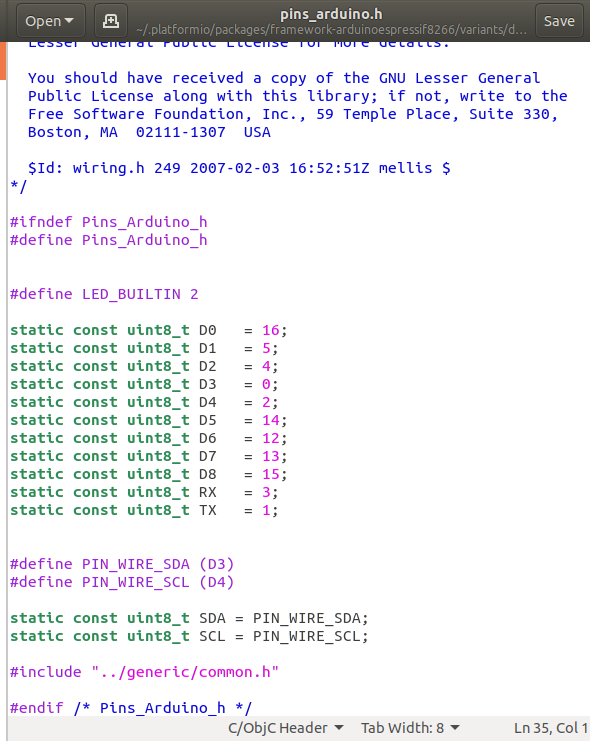 Open
pins_arduino.h
~/.platformio/packages/framework-arduinoespressif8266/variants/d…
Save
Lesser General Public License for more details.
You should have received a copy of the GNU Lesser General
Public License along with this library; if not, write to the
Free Software Foundation, Inc., 59 Temple Place, Suite 330,
Boston, MA  02111-1307  USA
$Id: wiring.h 249 2007-02-03 16:52:51Z mellis $
*/
#ifndef Pins_Arduino_h
#define Pins_Arduino_h
#define LED_BUILTIN 2
static const uint8_t D0   = 16;
static const uint8_t D1   = 5;
static const uint8_t D2   = 4;
static const uint8_t D3   = 0;
static const uint8_t D4   = 2;
static const uint8_t D5   = 14;
static const uint8_t D6   = 12;
static const uint8_t D7   = 13;
static const uint8_t D8   = 15;
static const uint8_t RX   = 3;
static const uint8_t TX   = 1;
#define PIN_WIRE_SDA (D3)
#define PIN_WIRE_SCL (D4)
static const uint8_t SDA = PIN_WIRE_SDA;
static const uint8_t SCL = PIN_WIRE_SCL;
#include "../generic/common.h"
#endif /* Pins_Arduino_h */
C/ObjC Header
Tab Width: 8
Ln 35, Col 1